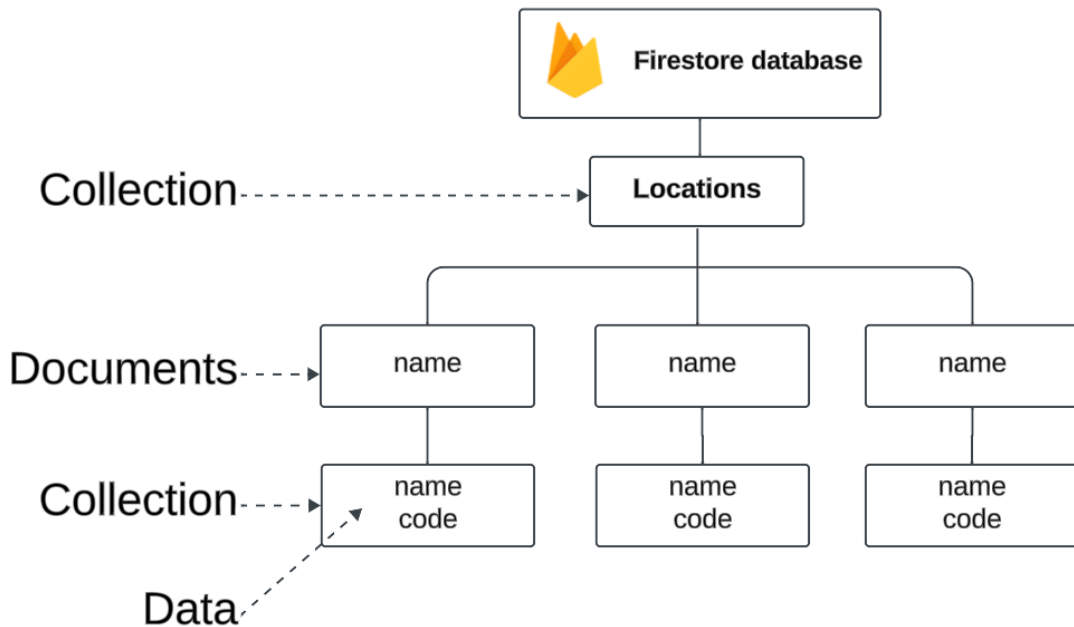 Firestore database
Collection
Locations
Documents
name
name
name
Collection
name
code
name
code
name
code
Data